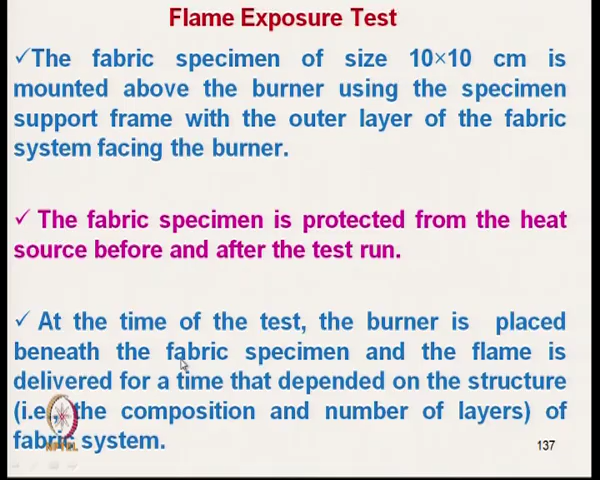 Flame Exposure Test
✓The fabric specimen of size 10×10 cm is
mounted above the burner using the specimen
support frame with the outer layer of the fabric
system facing the burner.
✓ The fabric specimen is protected from the heat
source before and after the test run.
✓ At the time of the test, the burner is placed
beneath the fabric specimen and the flame is
delivered for a time that depended on the structure
(i.e. the composition and number of layers) of
fabric system.
NPTEL
137